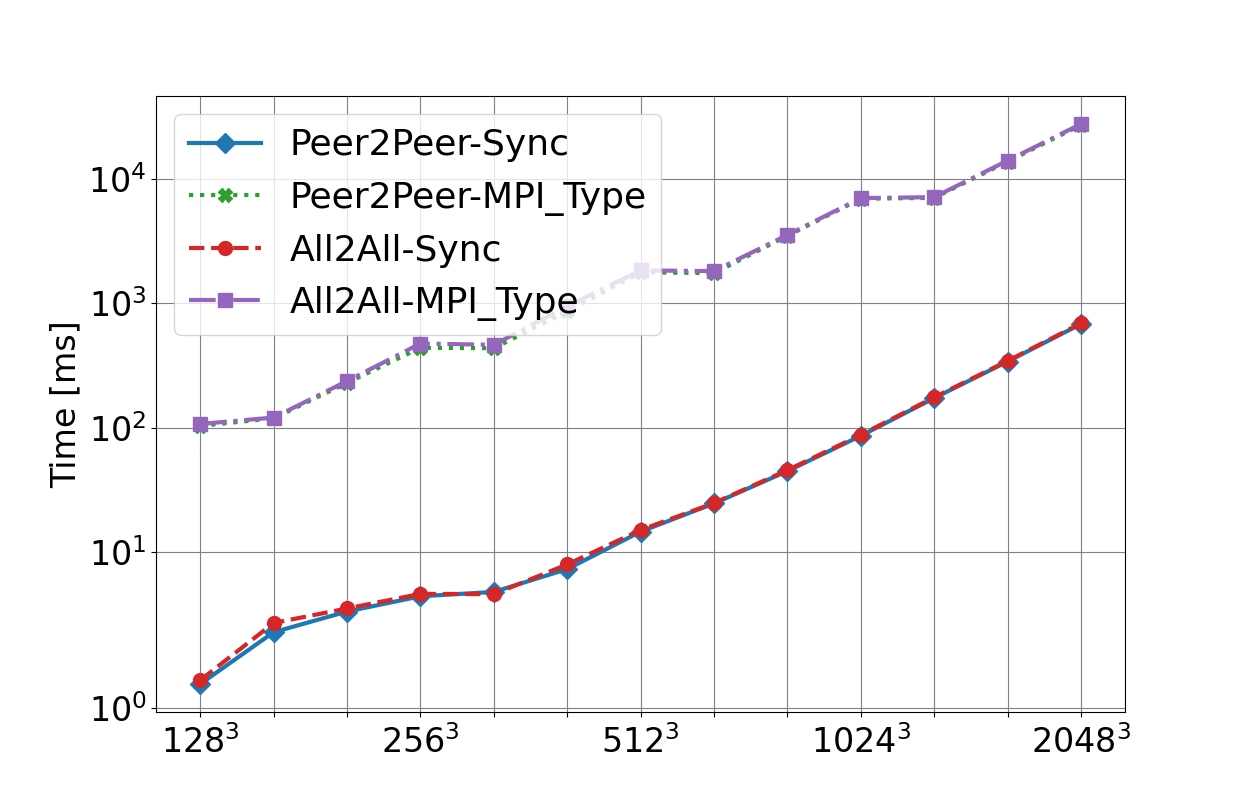 Peer2Peer-Sync
Peer2Peer-MPI_Type
All2All-Sync
All2All-MPI_Type
Time [ms]
10⁴
10³
10²
10¹
10⁰
128³ 256³ 512³ 1024³ 2048³